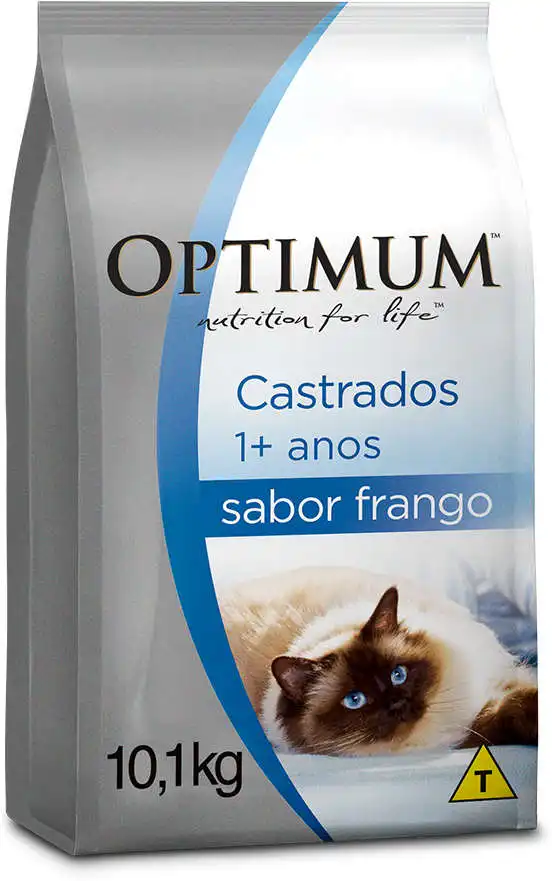 OPTIMUM™
nutrition for life™
Castrados
1+ anos
sabor frango
10,1kg
T